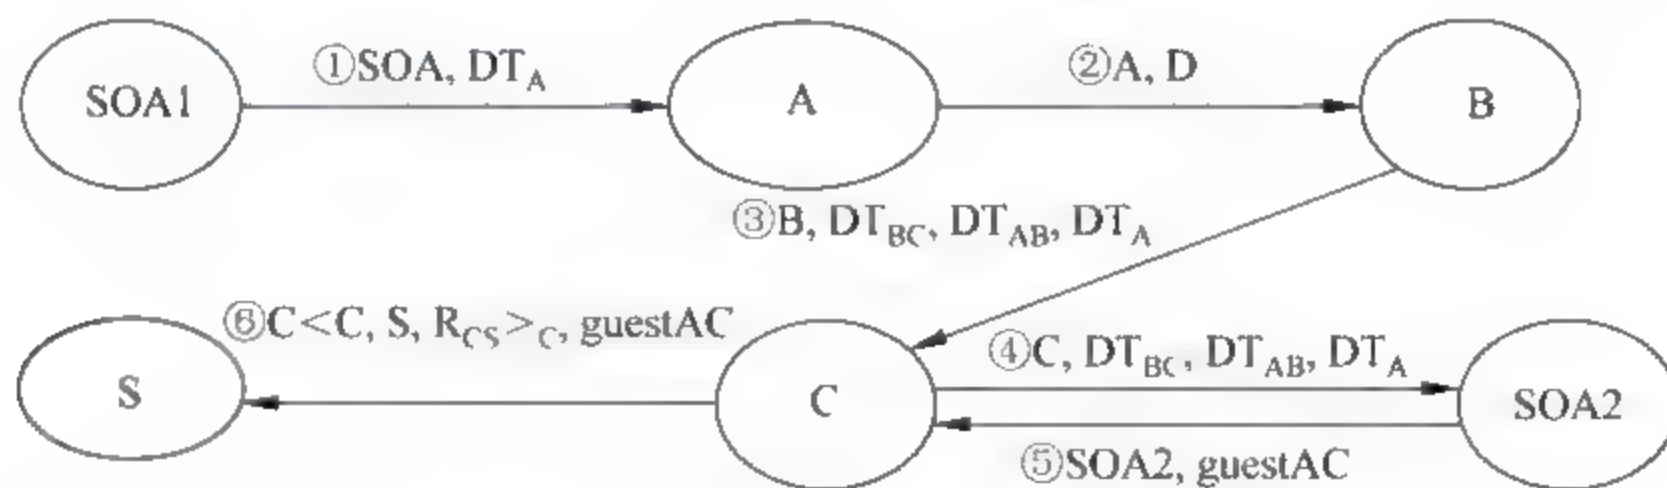 SOA1
①SOA, DT_A
A
②A, D
B
③B, DT_BC, DT_AB, DT_A
⑥C<C, S, R_CS>_C, guestAC
S
C
④C, DT_BC, DT_AB, DT_A
⑤SOA2, guestAC
SOA2